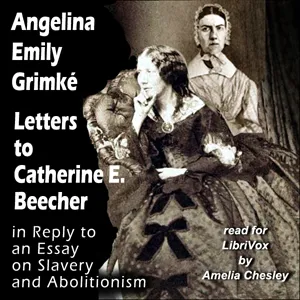 Angelina
Emily
Grimké
Letters
to
Catherine E.
Beecher
in Reply to
an Essay
on Slavery
and Abolitionism
read for
LibriVox
by
Amelia Chesley